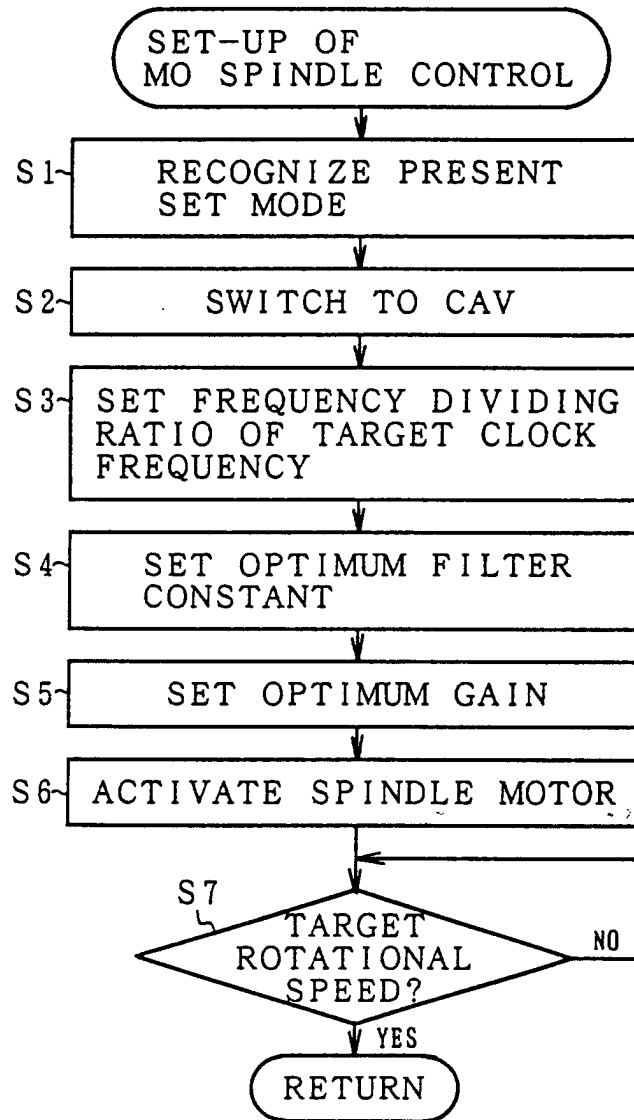 SET-UP OF
MO SPINDLE CONTROL
S1
RECOGNIZE PRESENT
SET MODE
S2
SWITCH TO CAV
S3
SET FREQUENCY DIVIDING
RATIO OF TARGET CLOCK
FREQUENCY
S4
SET OPTIMUM FILTER
CONSTANT
S5
SET OPTIMUM GAIN
S6
ACTIVATE SPINDLE MOTOR
S7
TARGET
ROTATIONAL
SPEED?
NO
YES
RETURN